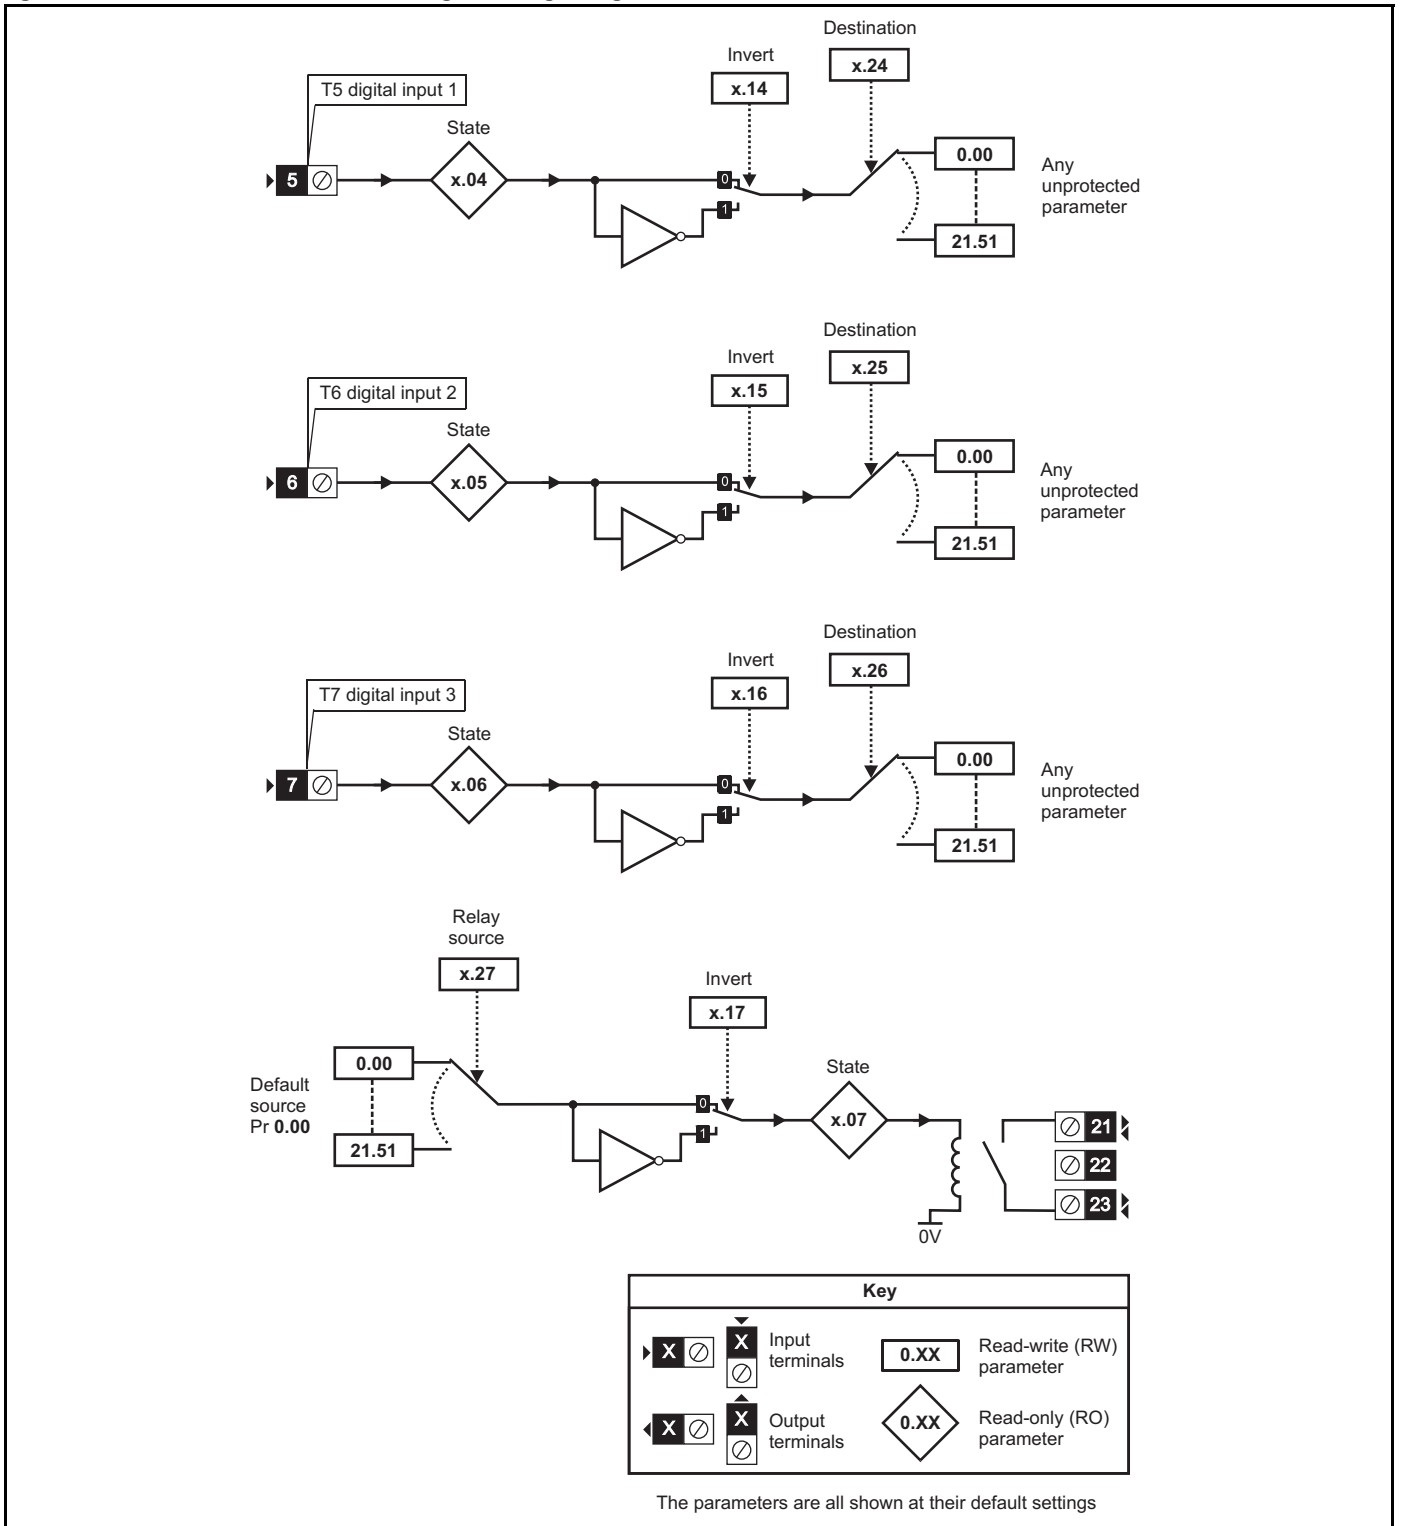 Destination
x.24
Invert
x.14
T5 digital input 1
State
5
x.04
0
1
0.00
21.51
Any
unprotected
parameter
Destination
x.25
Invert
x.15
T6 digital input 2
State
6
x.05
0
1
0.00
21.51
Any
unprotected
parameter
Destination
x.26
Invert
x.16
T7 digital input 3
State
7
x.06
0
1
0.00
21.51
Any
unprotected
parameter
Relay
source
x.27
Invert
x.17
Default
source
Pr 0.00
0.00
21.51
0
1
State
x.07
0V
21
22
23
Key
X
X
Input
terminals
0.XX
Read-write (RW)
parameter
X
X
Output
terminals
0.XX
Read-only (RO)
parameter
The parameters are all shown at their default settings